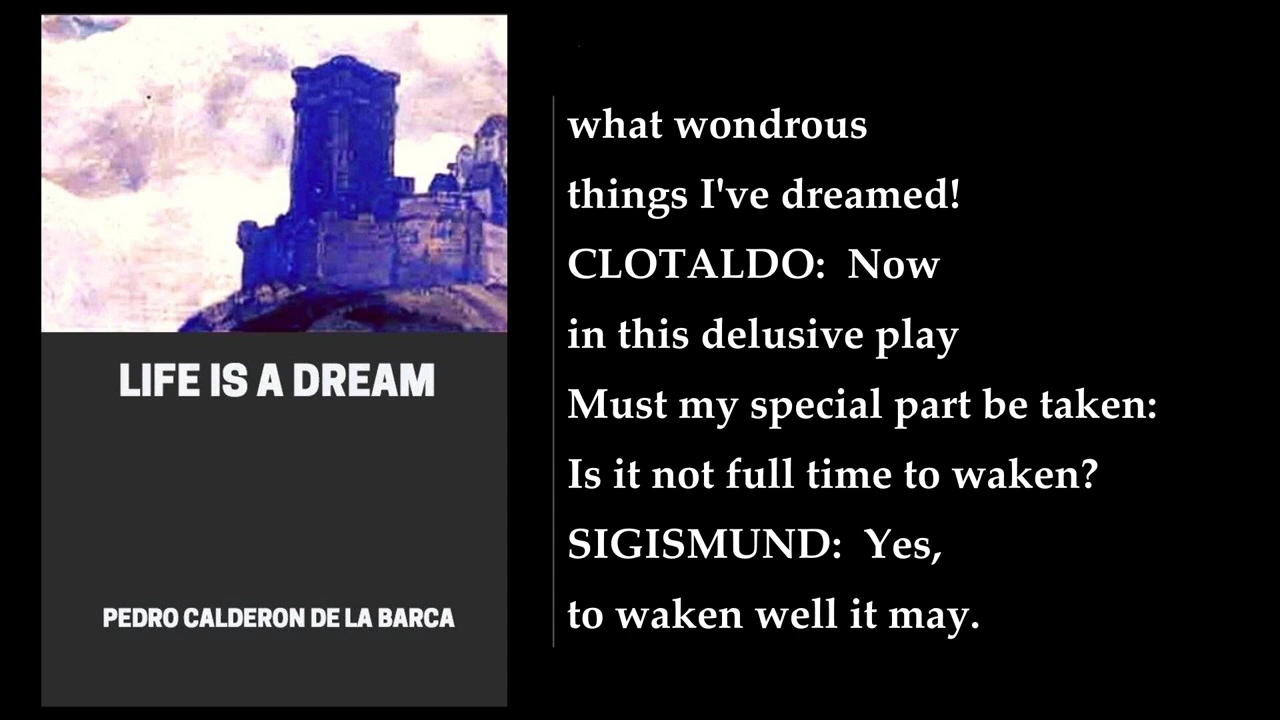 LIFE IS A DREAM
PEDRO CALDERON DE LA BARCA
what wondrous
things I've dreamed!
CLOTALDO: Now
in this delusive play
Must my special part be taken:
Is it not full time to waken?
SIGISMUND: Yes,
to waken well it may.